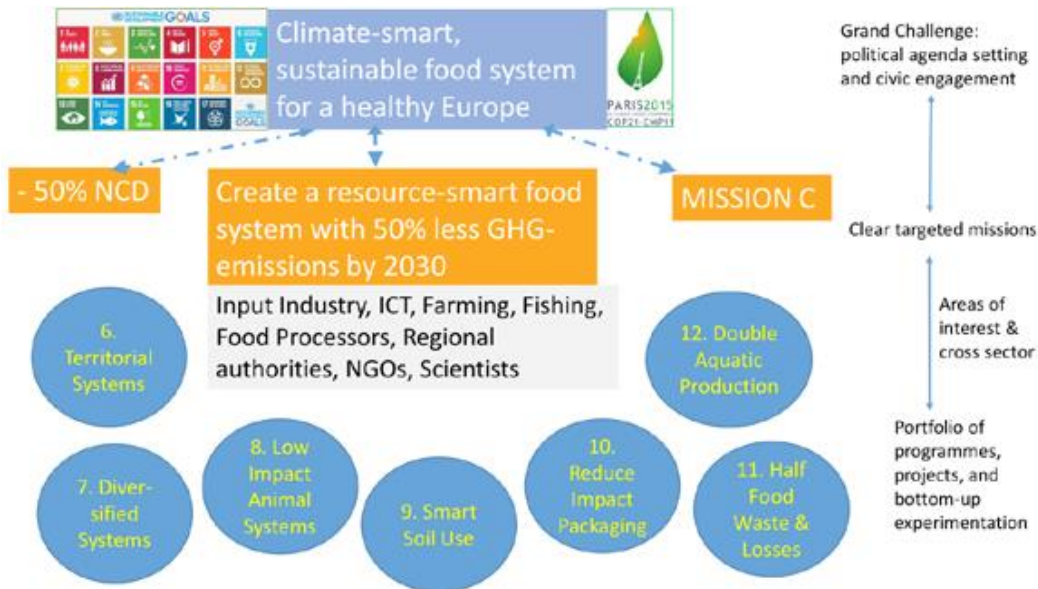 SUSTAINABLE DEVELOPMENT GOALS
Climate-smart,
sustainable food system
for a healthy Europe
PARIS2015
COP21·CMP11
Grand Challenge:
political agenda setting
and civic engagement
- 50% NCD
Create a resource-smart food
system with 50% less GHG-
emissions by 2030
MISSION C
Clear targeted missions
Input Industry, ICT, Farming, Fishing,
Food Processors, Regional
authorities, NGOs, Scientists
Areas of
interest &
cross sector
6.
Territorial
Systems
12. Double
Aquatic
Production
7. Diver-
sified
Systems
8. Low
Impact
Animal
Systems
9. Smart
Soil Use
10.
Reduce
Impact
Packaging
11. Half
Food
Waste &
Losses
Portfolio of
programmes,
projects, and
bottom-up
experimentation